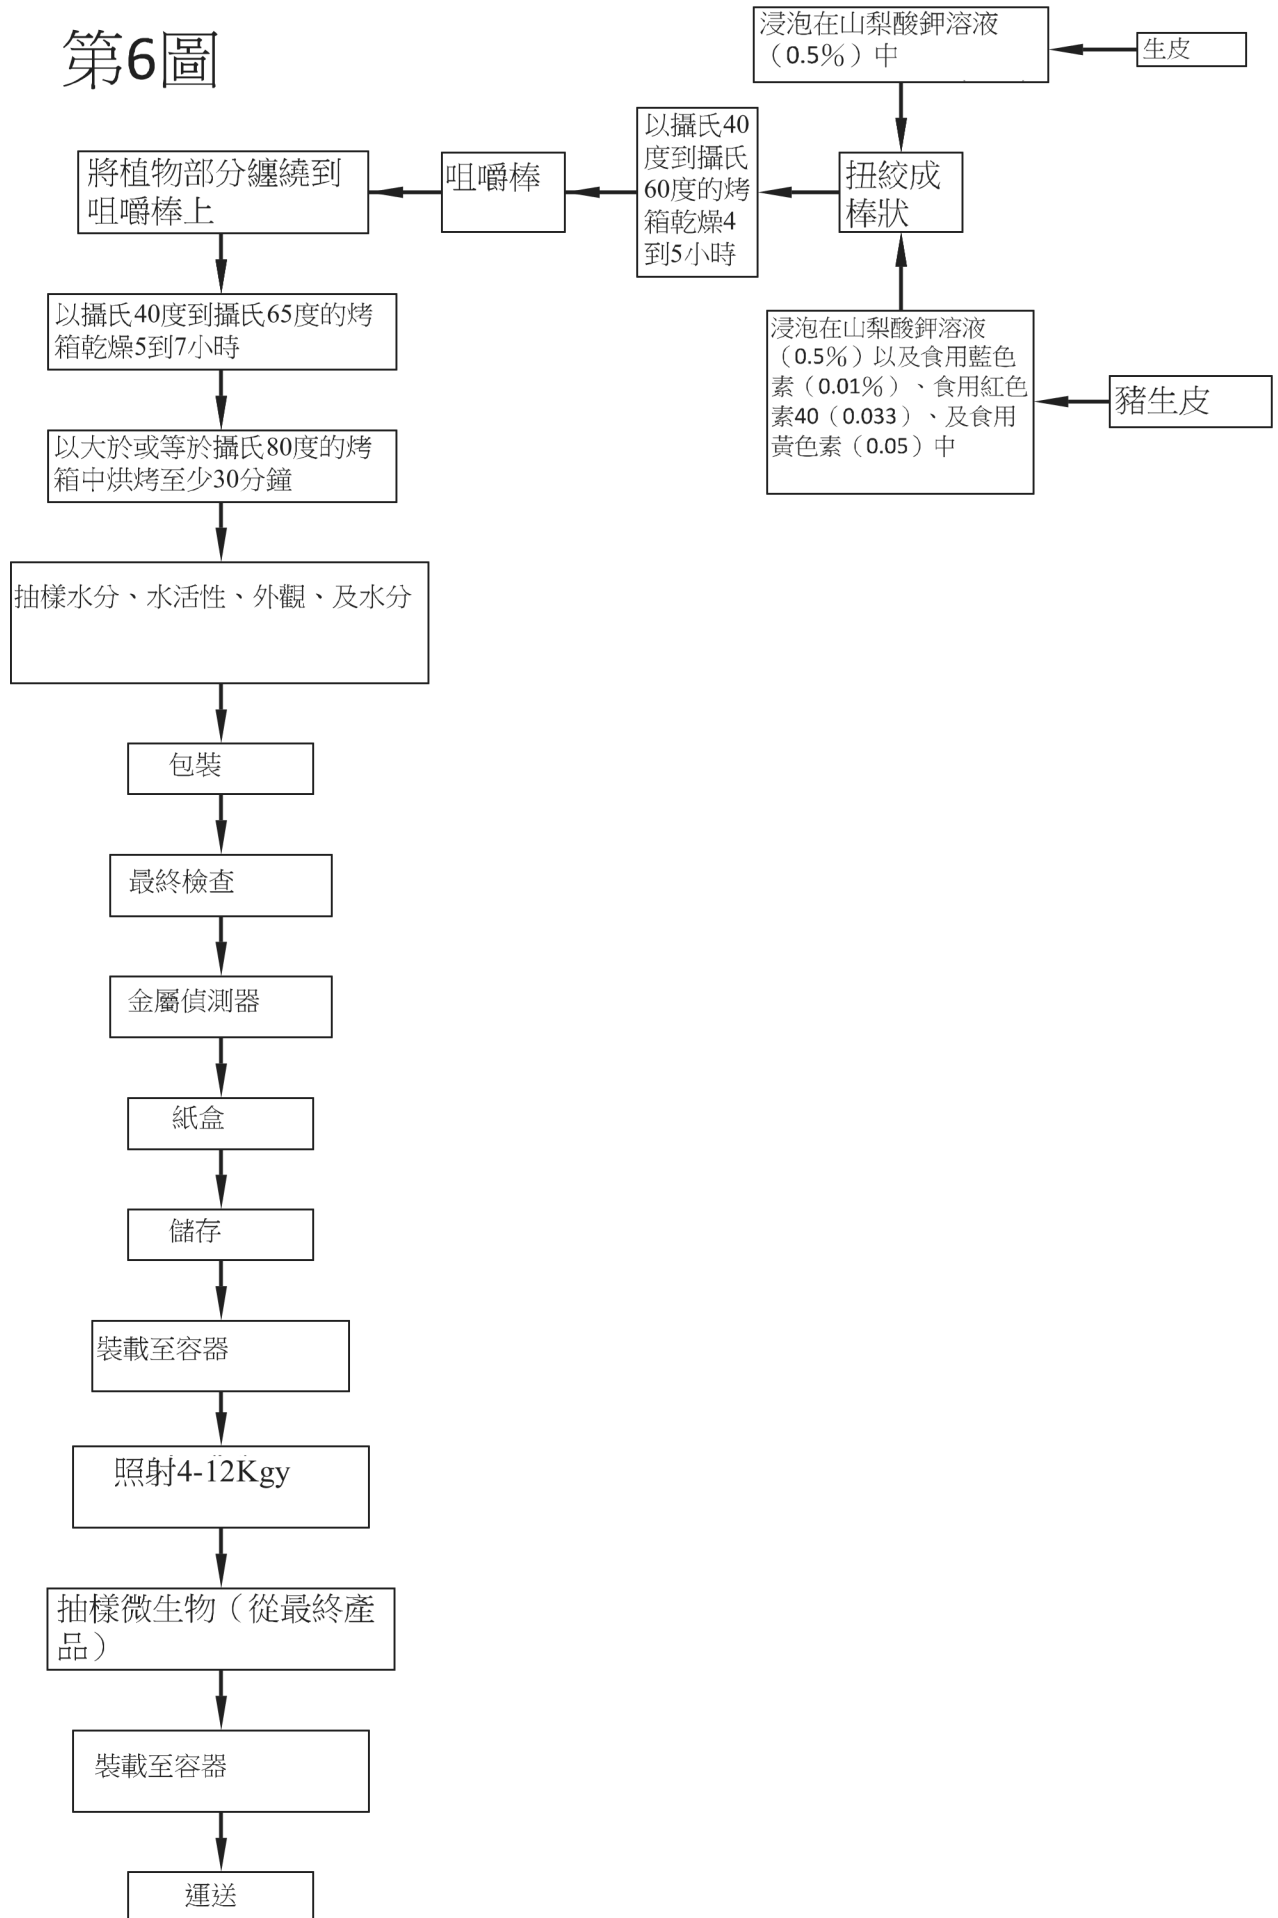 第6圖
生皮
浸泡在山梨酸鉀溶液
（0.5%）中
豬生皮
浸泡在山梨酸鉀溶液
（0.5%）以及食用藍色
素（0.01%）、食用紅色
素40（0.033）、及食用
黃色素（0.05）中
扭絞成
棒狀
以攝氏40
度到攝氏
60度的烤
箱乾燥4
到5小時
咀嚼棒
將植物部分纏繞到
咀嚼棒上
以攝氏40度到攝氏65度的烤
箱乾燥5到7小時
以大於或等於攝氏80度的烤
箱中烘烤至少30分鐘
抽樣水分、水活性、外觀、及水分
包裝
最終檢查
金屬偵測器
紙盒
儲存
裝載至容器
照射4-12Kgy
抽樣微生物（從最終產
品）
裝載至容器
運送